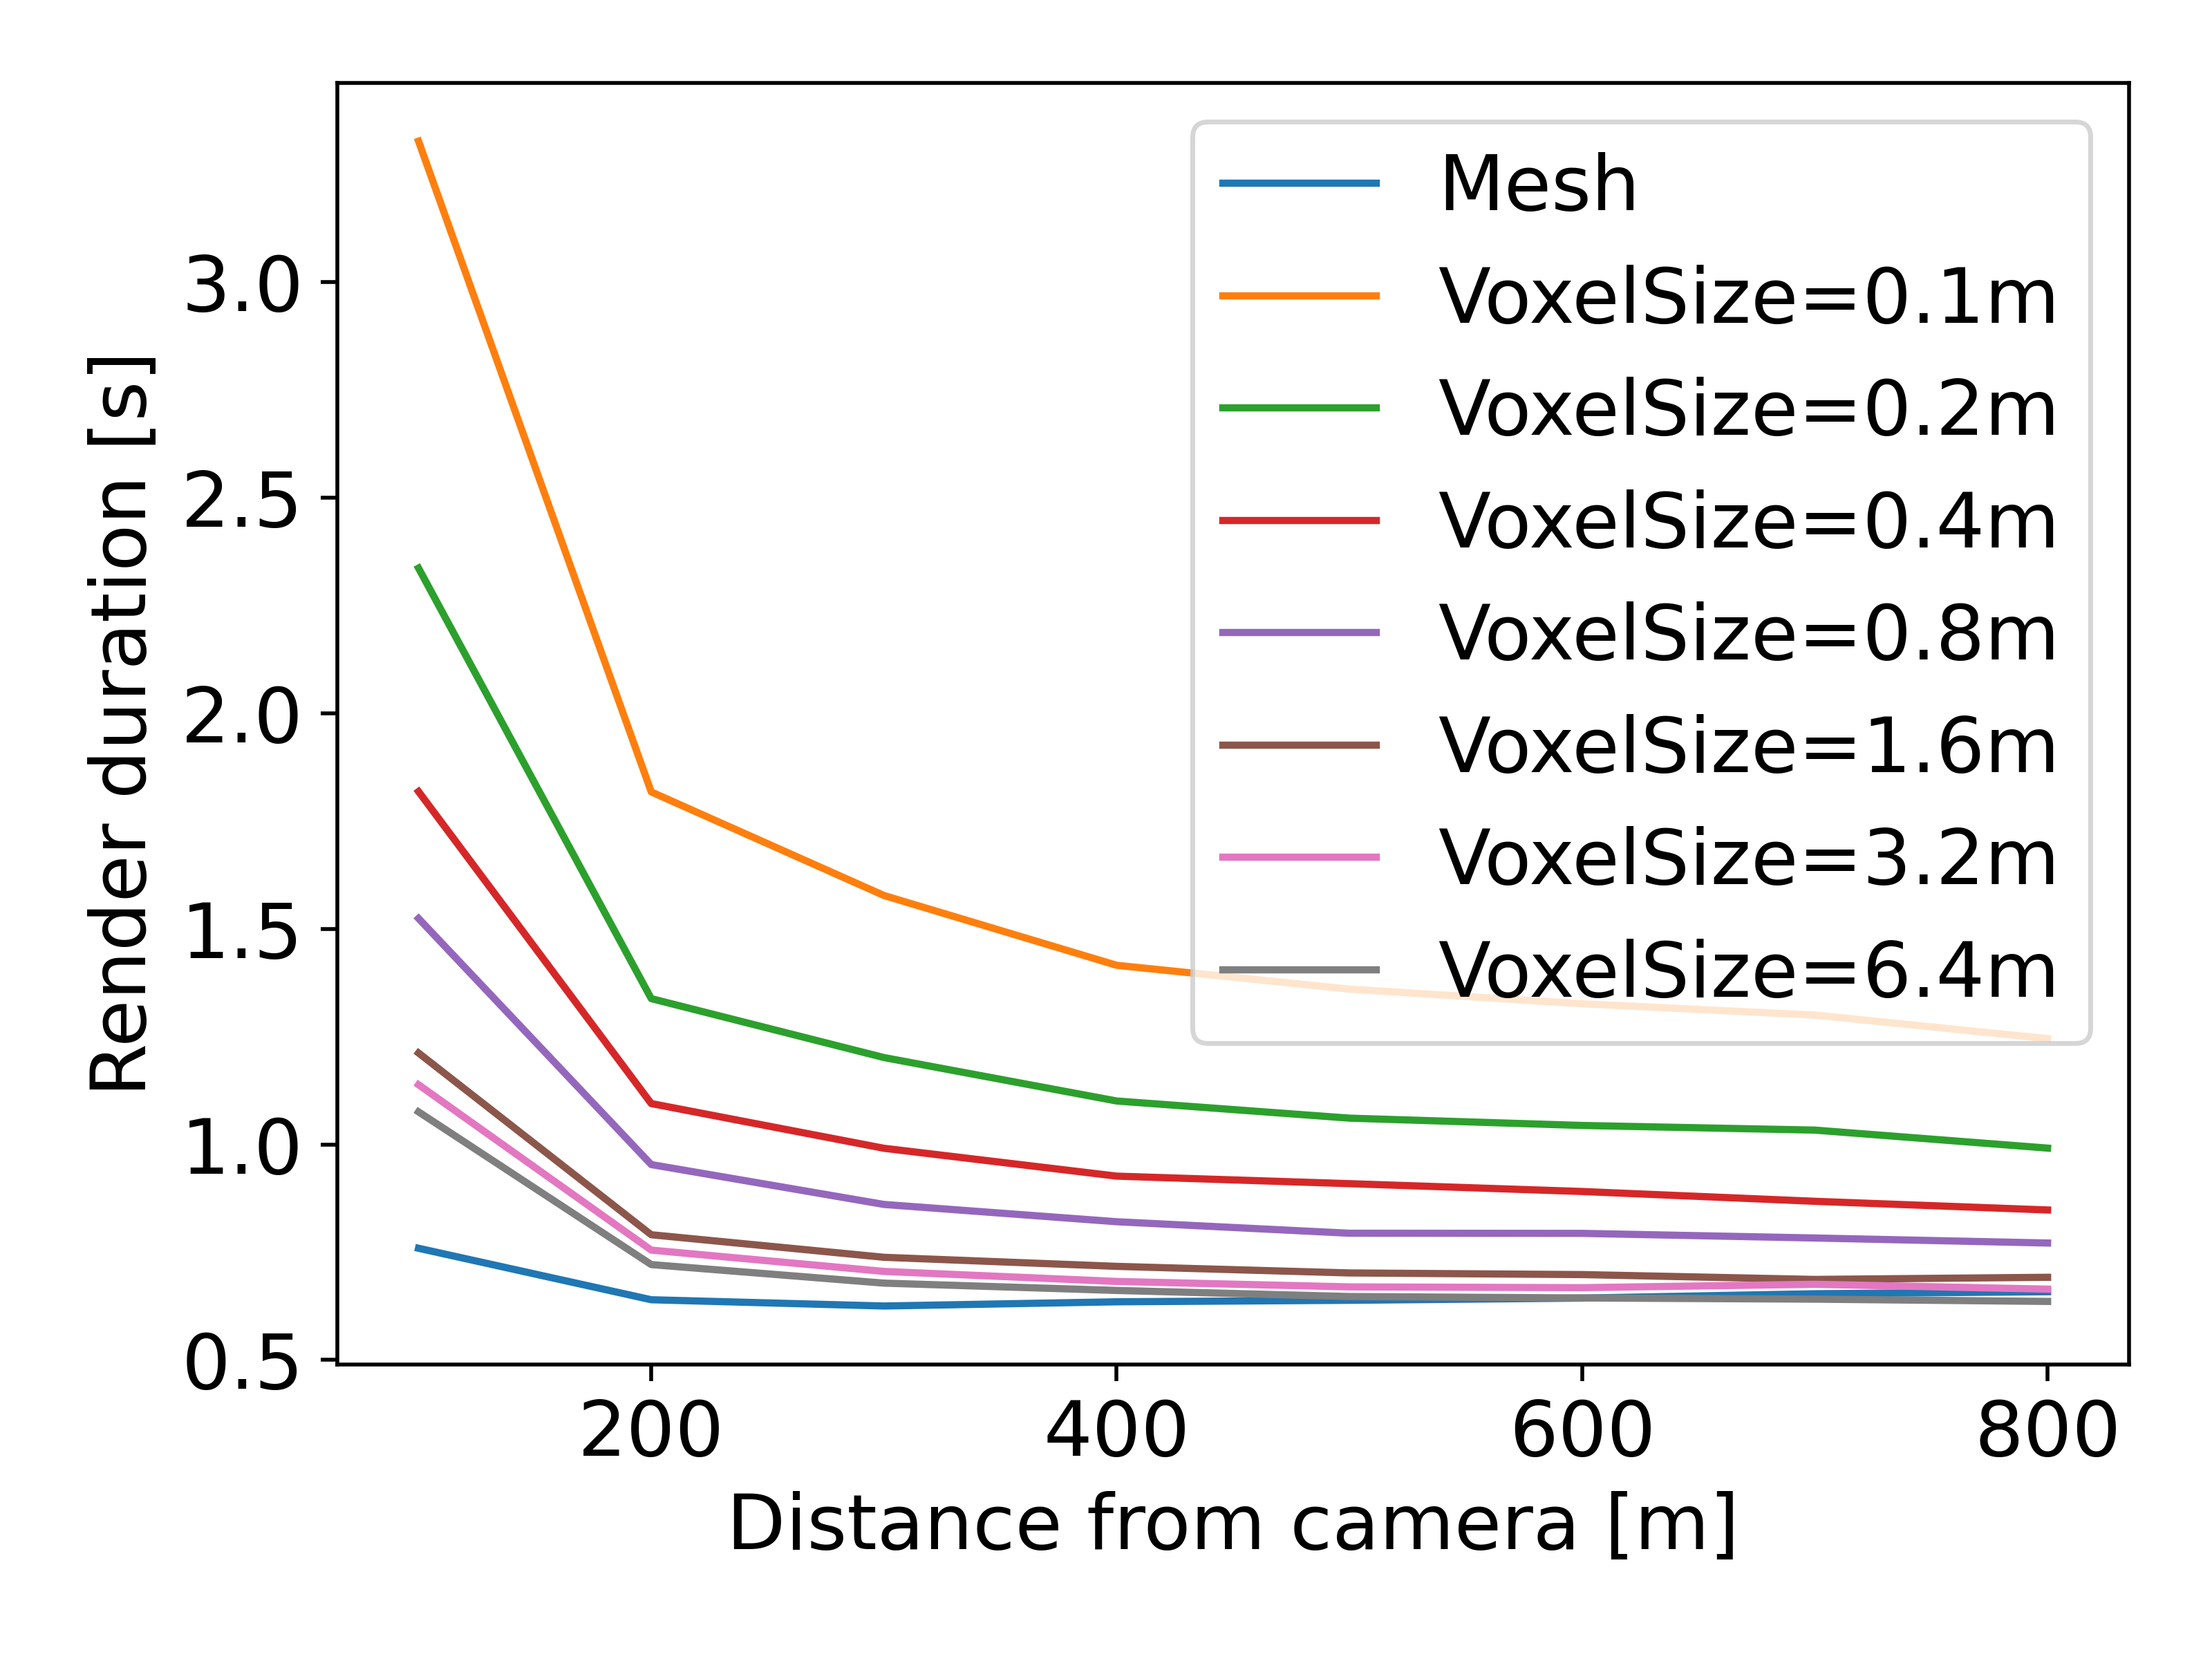 Render duration [s]
3.0
2.5
2.0
1.5
1.0
0.5
Mesh
VoxelSize=0.1m
VoxelSize=0.2m
VoxelSize=0.4m
VoxelSize=0.8m
VoxelSize=1.6m
VoxelSize=3.2m
VoxelSize=6.4m
200 400 600 800
Distance from camera [m]